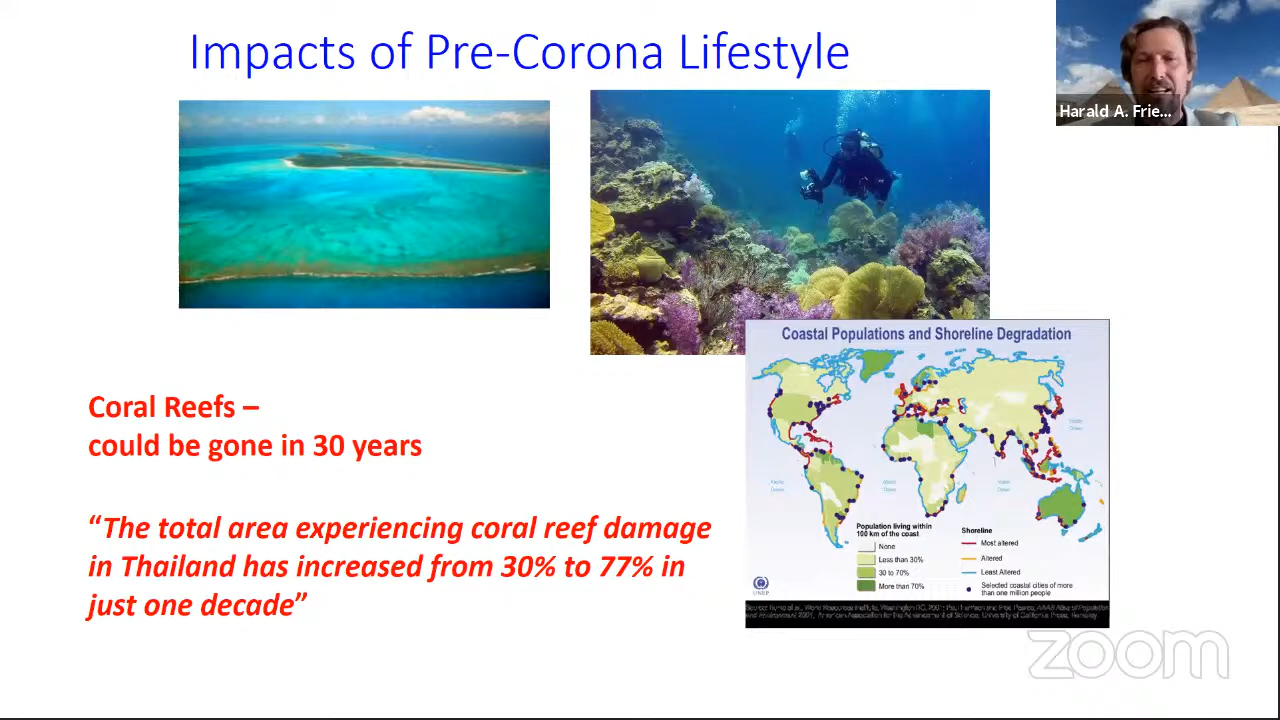 Impacts of Pre-Corona Lifestyle
Harald A. Frie...
Coral Reefs –
could be gone in 30 years
“The total area experiencing coral reef damage
in Thailand has increased from 30% to 77% in
just one decade”
Coastal Populations and Shoreline Degradation
Population living within
100 km of the coast
None
Less than 30%
30 to 70%
More than 70%
Shoreline
Most altered
Altered
Least Altered
Selected coastal cities of more
than one million people
UNEP
zoom